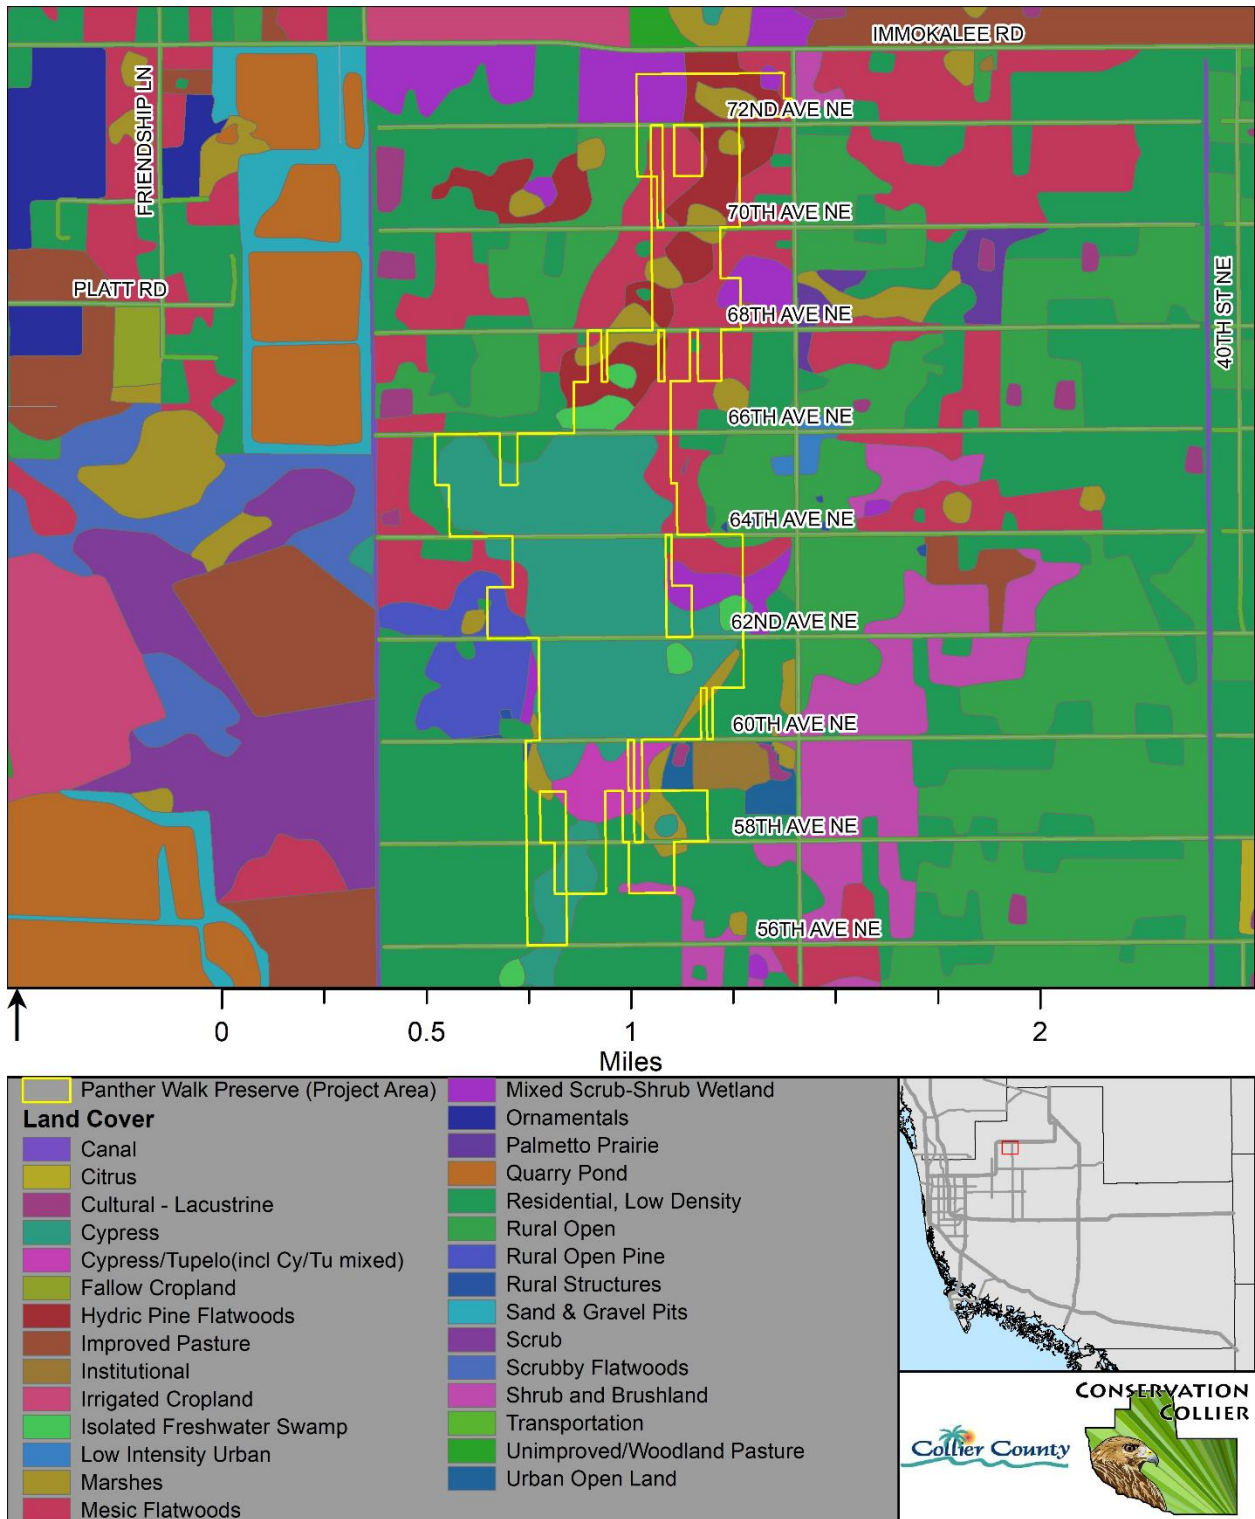 IMMOKALEE RD
FRIENDSHIP LN
72ND AVE NE
70TH AVE NE
PLATT RD
68TH AVE NE
40TH ST NE
66TH AVE NE
64TH AVE NE
62ND AVE NE
60TH AVE NE
58TH AVE NE
56TH AVE NE
0 0.5 1 2
Miles
Panther Walk Preserve (Project Area)
Land Cover
Canal
Citrus
Cultural - Lacustrine
Cypress
Cypress/Tupelo(incl Cy/Tu mixed)
Fallow Cropland
Hydric Pine Flatwoods
Improved Pasture
Institutional
Irrigated Cropland
Isolated Freshwater Swamp
Low Intensity Urban
Marshes
Mesic Flatwoods
Mixed Scrub-Shrub Wetland
Ornamentals
Palmetto Prairie
Quarry Pond
Residential, Low Density
Rural Open
Rural Open Pine
Rural Structures
Sand & Gravel Pits
Scrub
Scrubby Flatwoods
Shrub and Brushland
Transportation
Unimproved/Woodland Pasture
Urban Open Land
Collier County
CONSERVATION
COLLIER